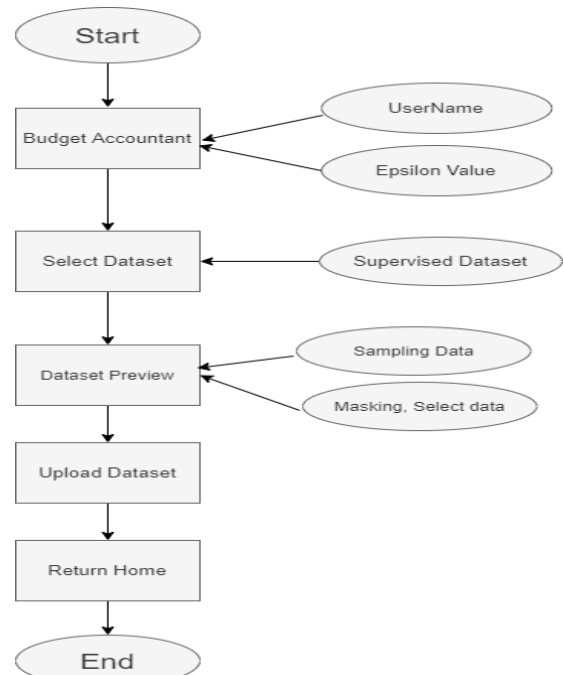 Start
UserName
Budget Accountant
Epsilon Value
Select Dataset
Supervised Dataset
Sampling Data
Dataset Preview
Masking, Select data
Upload Dataset
Return Home
End